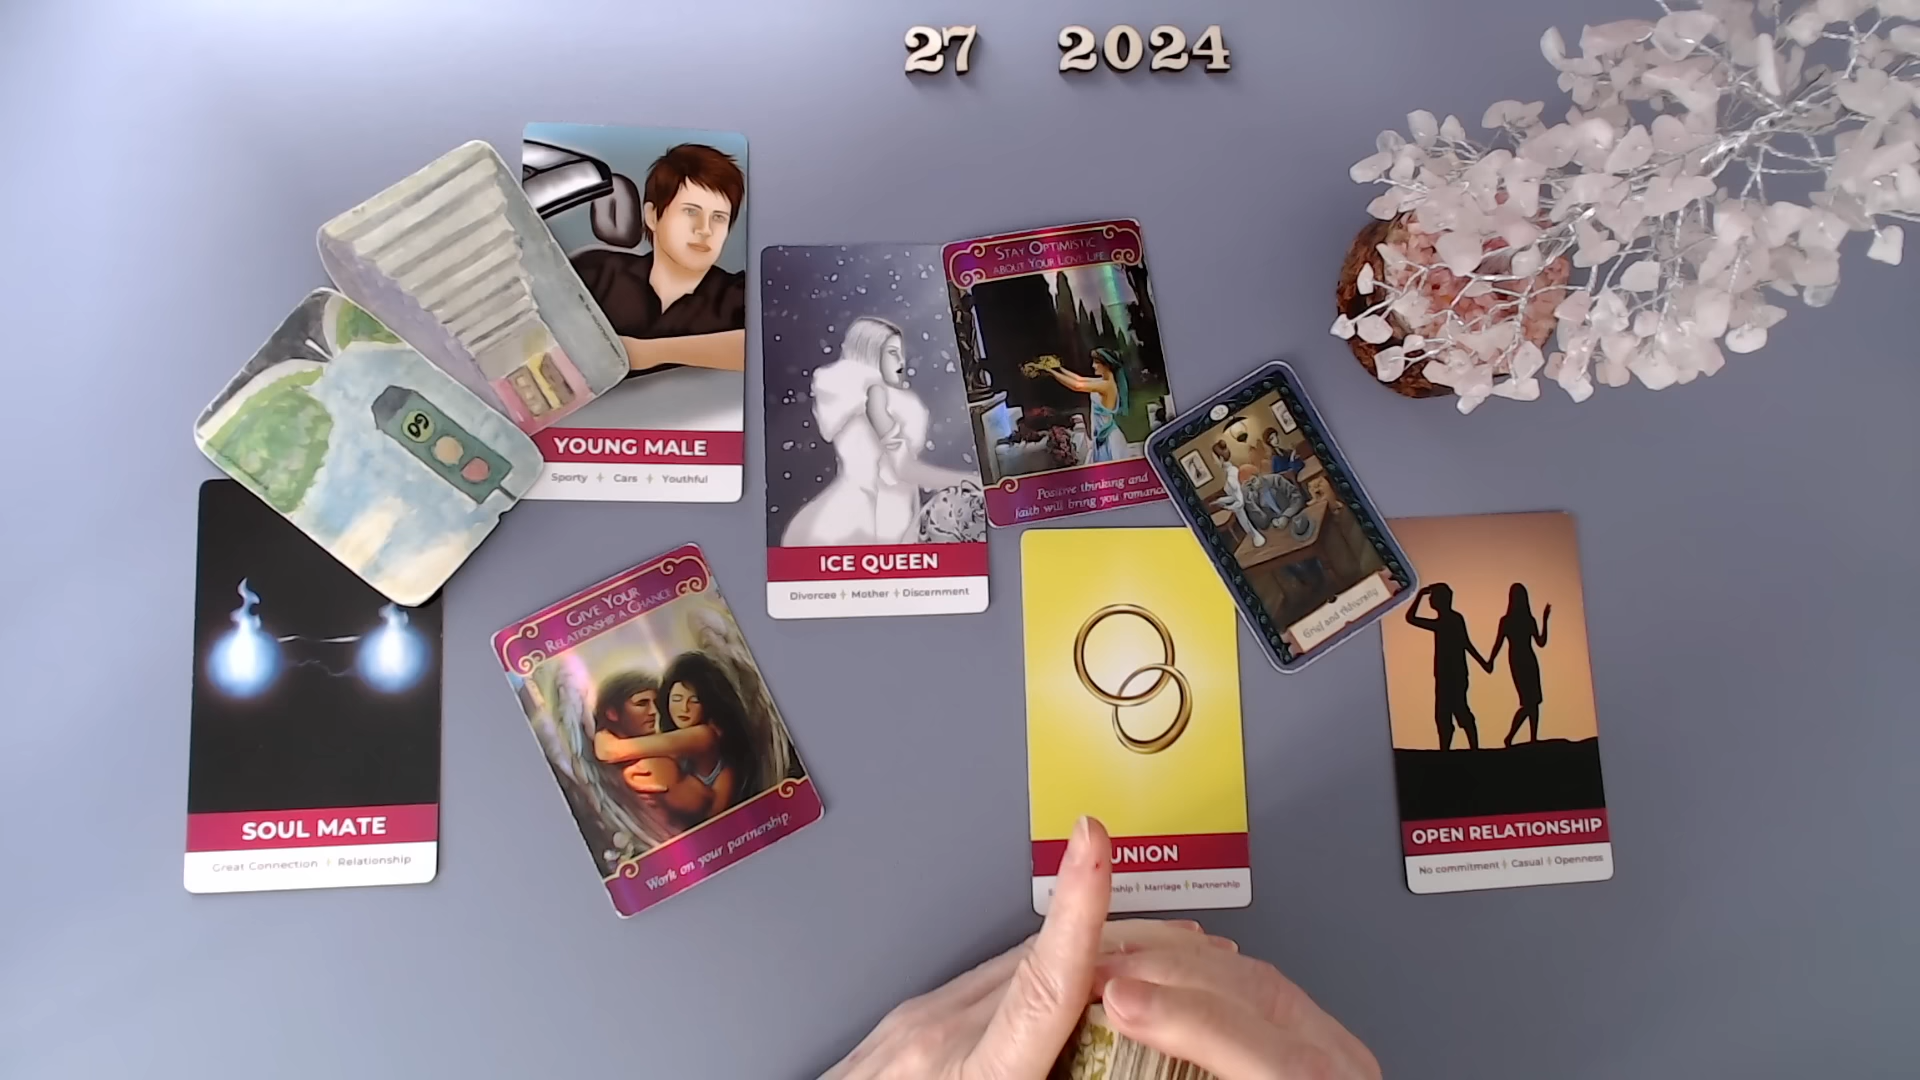 27 2024
YOUNG MALE
Sporty + Cars + Youthful
STAY OPTIMISTIC
ABOUT YOUR LOVE LIFE
Positive thinking and
faith will bring you romance
ICE QUEEN
Divorcee + Mother + Discernment
GO
Grief and Adversity
GIVE YOUR
RELATIONSHIP A CHANCE
Work on your partnership.
SOUL MATE
Great Connection + Relationship
UNION
Marriage + Partnership
OPEN RELATIONSHIP
No commitment + Casual + Openness